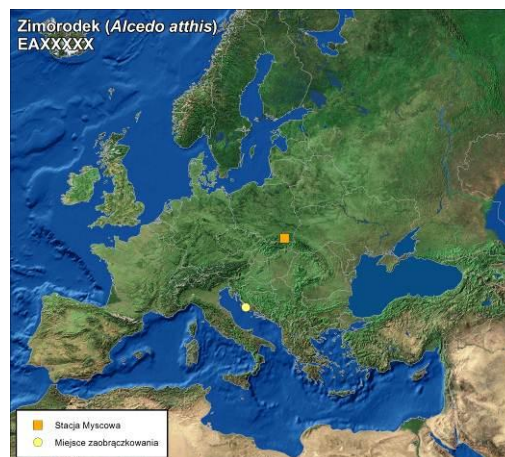 Zimorodek (Alcedo atthis)
EAXXXXX
Stacja Myscowa
Miejsce zaobrączkowania